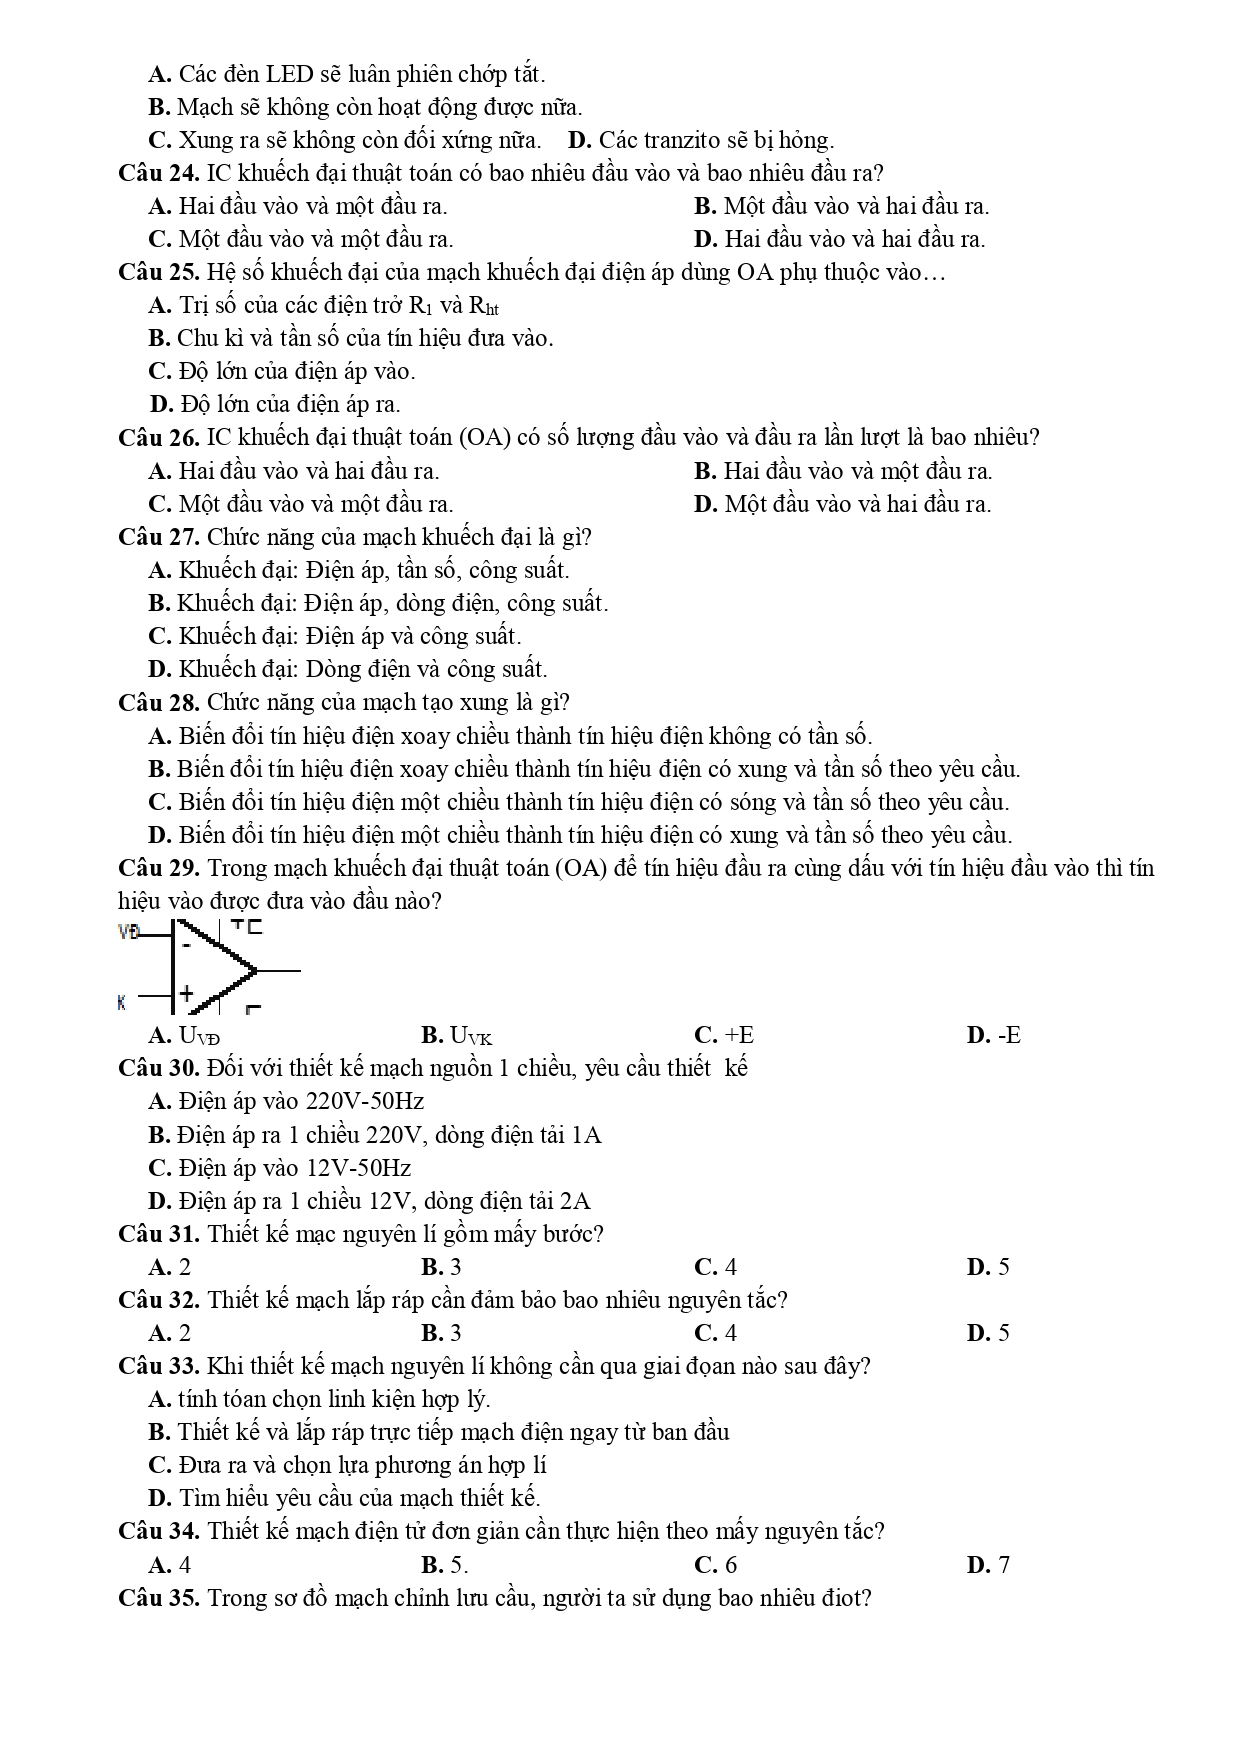 A. Các đèn LED sẽ luân phiên chớp tắt.
B. Mạch sẽ không còn hoạt động được nữa.
C. Xung ra sẽ không còn đối xứng nữa. D. Các tranzito sẽ bị hỏng.
Câu 24. IC khuếch đại thuật toán có bao nhiêu đầu vào và bao nhiêu đầu ra?
A. Hai đầu vào và một đầu ra. B. Một đầu vào và hai đầu ra.
C. Một đầu vào và một đầu ra. D. Hai đầu vào và hai đầu ra.
Câu 25. Hệ số khuếch đại của mạch khuếch đại điện áp dùng OA phụ thuộc vào…
A. Trị số của các điện trở R1 và Rht
B. Chu kì và tần số của tín hiệu đưa vào.
C. Độ lớn của điện áp vào.
D. Độ lớn của điện áp ra.
Câu 26. IC khuếch đại thuật toán (OA) có số lượng đầu vào và đầu ra lần lượt là bao nhiêu?
A. Hai đầu vào và hai đầu ra. B. Hai đầu vào và một đầu ra.
C. Một đầu vào và một đầu ra. D. Một đầu vào và hai đầu ra.
Câu 27. Chức năng của mạch khuếch đại là gì?
A. Khuếch đại: Điện áp, tần số, công suất.
B. Khuếch đại: Điện áp, dòng điện, công suất.
C. Khuếch đại: Điện áp và công suất.
D. Khuếch đại: Dòng điện và công suất.
Câu 28. Chức năng của mạch tạo xung là gì?
A. Biến đổi tín hiệu điện xoay chiều thành tín hiệu điện không có tần số.
B. Biến đổi tín hiệu điện xoay chiều thành tín hiệu điện có xung và tần số theo yêu cầu.
C. Biến đổi tín hiệu điện một chiều thành tín hiệu điện có sóng và tần số theo yêu cầu.
D. Biến đổi tín hiệu điện một chiều thành tín hiệu điện có xung và tần số theo yêu cầu.
Câu 29. Trong mạch khuếch đại thuật toán (OA) để tín hiệu đầu ra cùng dấu với tín hiệu đầu vào thì tín
hiệu vào được đưa vào đầu nào?
VĐ -
K +
A. UVĐ B. UVK C. +E D. -E
Câu 30. Đối với thiết kế mạch nguồn 1 chiều, yêu cầu thiết kế
A. Điện áp vào 220V-50Hz
B. Điện áp ra 1 chiều 220V, dòng điện tải 1A
C. Điện áp vào 12V-50Hz
D. Điện áp ra 1 chiều 12V, dòng điện tải 2A
Câu 31. Thiết kế mạc nguyên lí gồm mấy bước?
A. 2 B. 3 C. 4 D. 5
Câu 32. Thiết kế mạch lắp ráp cần đảm bảo bao nhiêu nguyên tắc?
A. 2 B. 3 C. 4 D. 5
Câu 33. Khi thiết kế mạch nguyên lí không cần qua giai đọan nào sau đây?
A. tính tóan chọn linh kiện hợp lý.
B. Thiết kế và lắp ráp trực tiếp mạch điện ngay từ ban đầu
C. Đưa ra và chọn lựa phương án hợp lí
D. Tìm hiểu yêu cầu của mạch thiết kế.
Câu 34. Thiết kế mạch điện tử đơn giản cần thực hiện theo mấy nguyên tắc?
A. 4 B. 5. C. 6 D. 7
Câu 35. Trong sơ đồ mạch chỉnh lưu cầu, người ta sử dụng bao nhiêu điot?